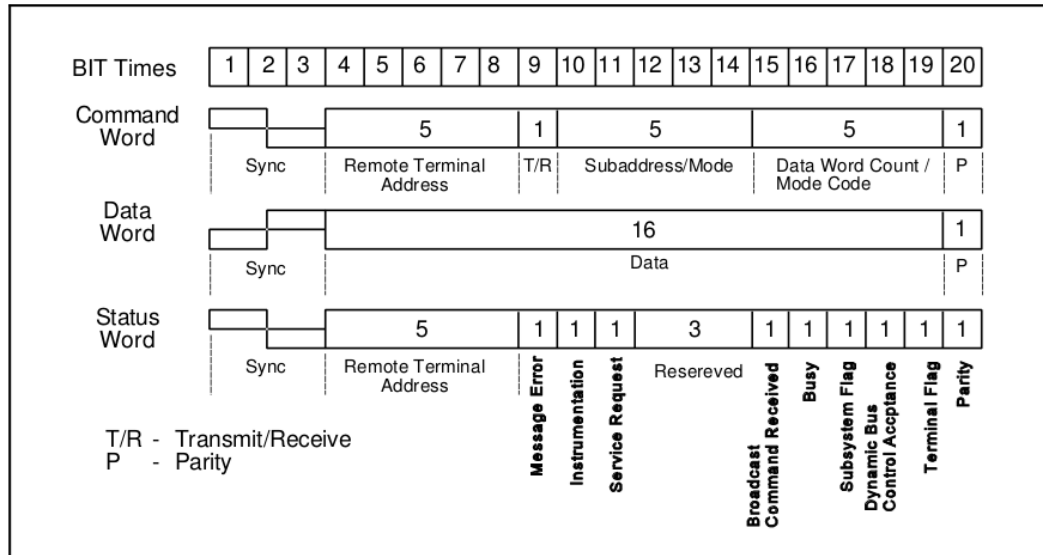 BIT Times 1 2 3 4 5 6 7 8 9 10 11 12 13 14 15 16 17 18 19 20
Command
Word
5 1 5 5 1
Sync Remote Terminal
Address T/R Subaddress/Mode Data Word Count /
Mode Code P
Data
Word
16 1
Sync Data P
Status
Word
5 1 1 1 3 1 1 1 1 1 1
Sync Remote Terminal
Address
Message Error
Instrumentation
Service Request
Resereved
Broadcast
Command Received
Busy
Subsystem Flag
Dynamic Bus
Control Accptance
Terminal Flag
Parity
T/R - Transmit/Receive
P - Parity